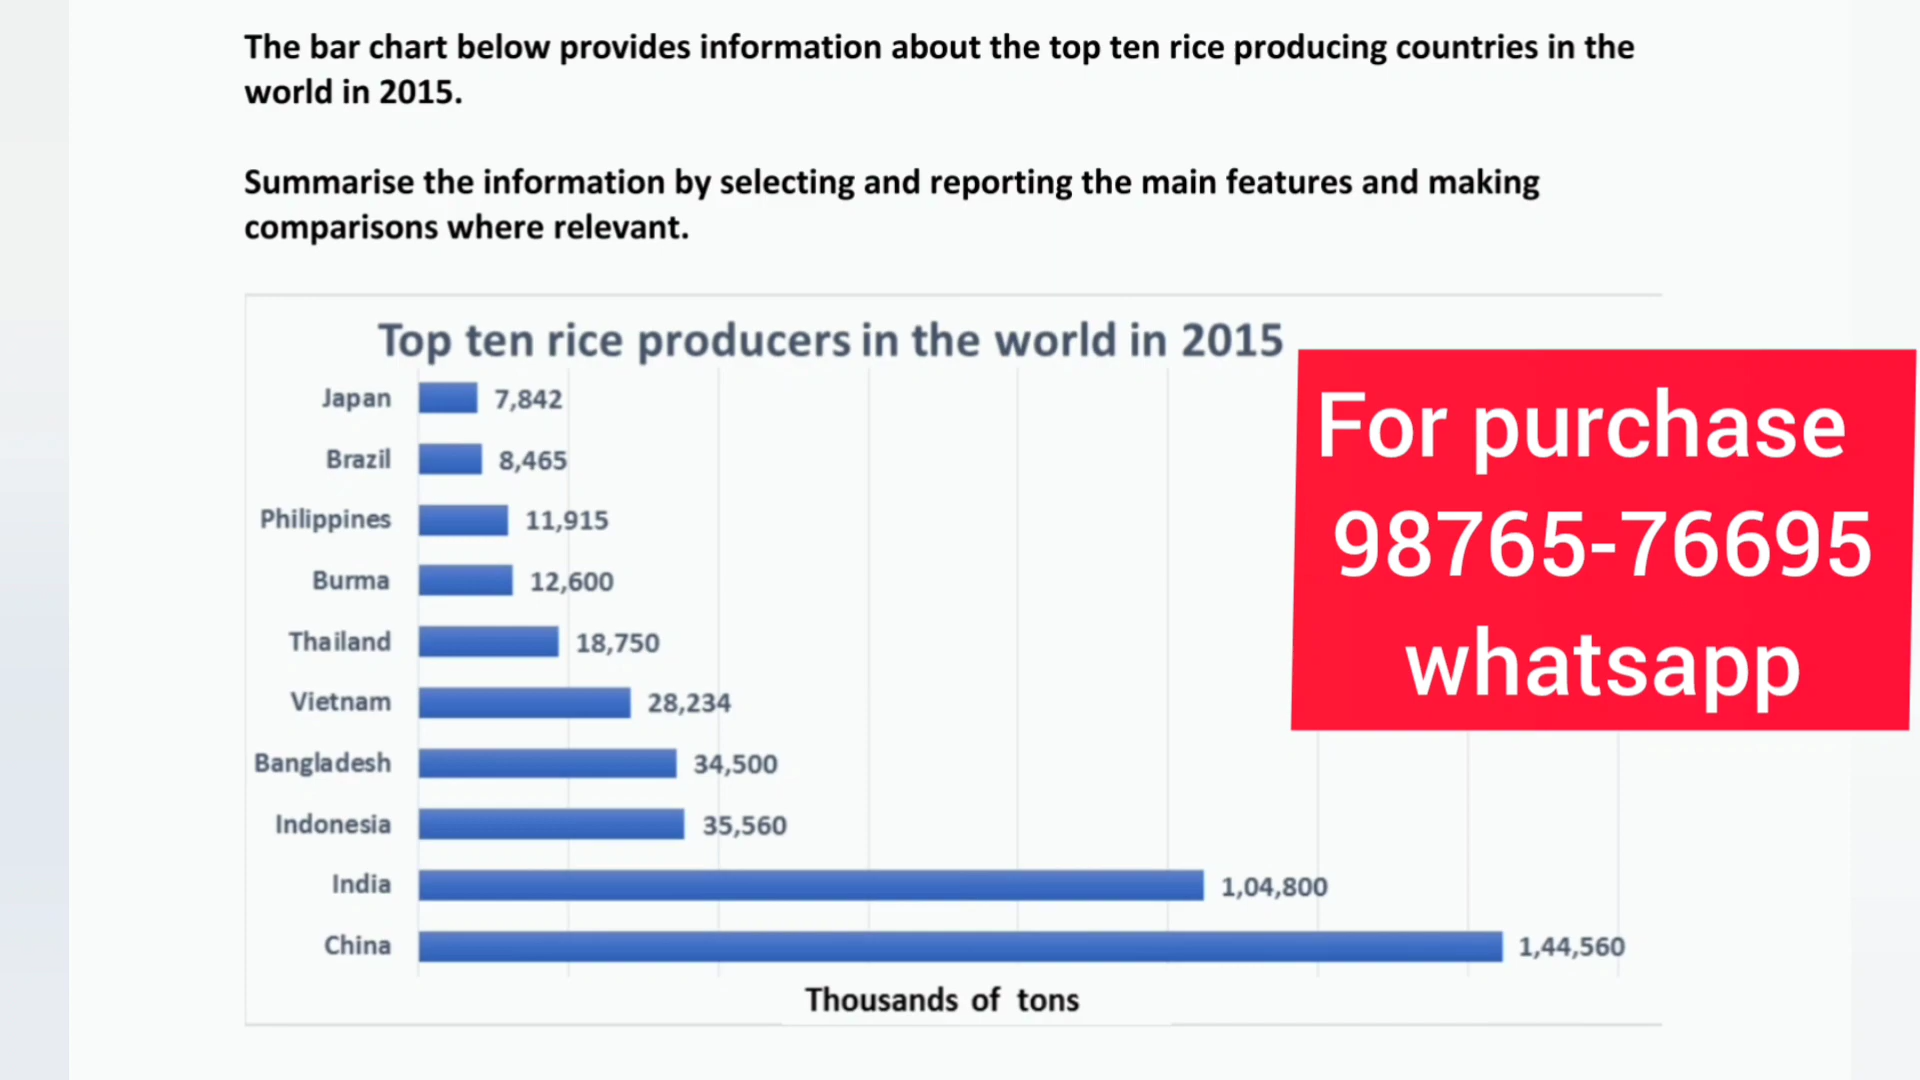 The bar chart below provides information about the top ten rice producing countries in the
world in 2015.
Summarise the information by selecting and reporting the main features and making
comparisons where relevant.
Top ten rice producers in the world in 2015
Japan 7,842
Brazil 8,465
Philippines 11,915
Burma 12,600
Thailand 18,750
Vietnam 28,234
Bangladesh 34,500
Indonesia 35,560
India 1,04,800
China 1,44,560
Thousands of tons
For purchase
98765-76695
whatsapp